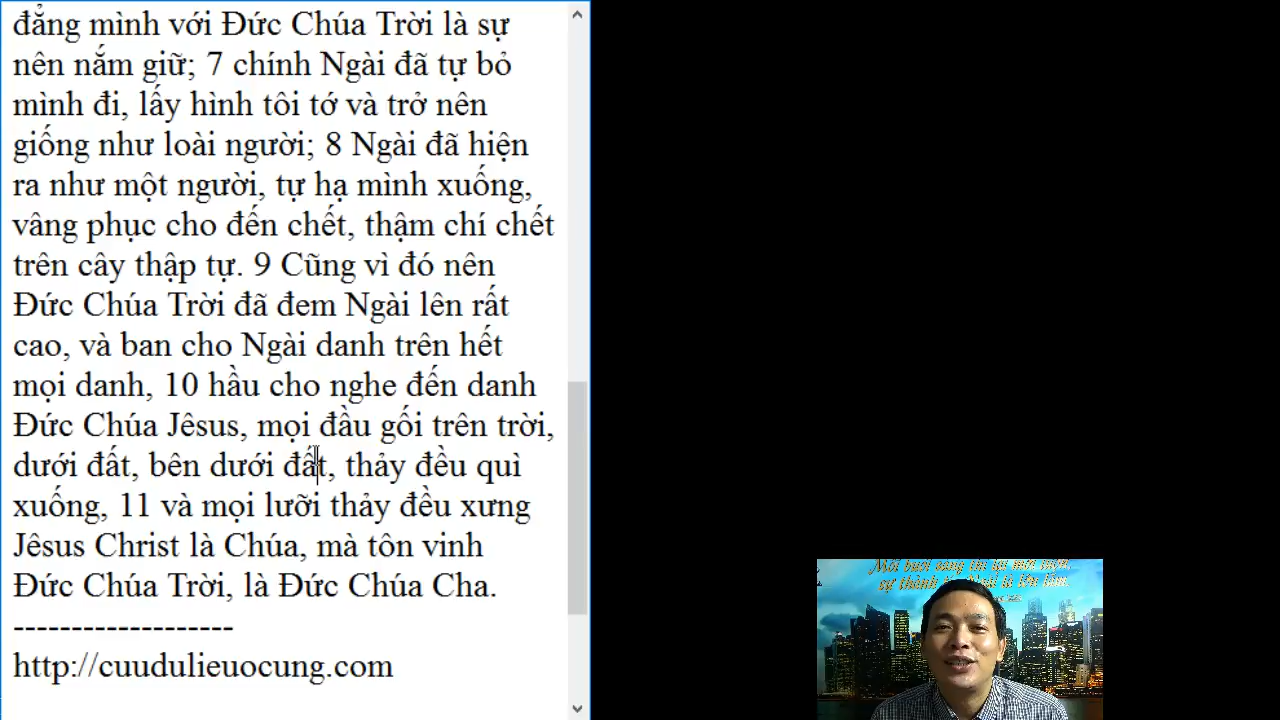 đẳng mình với Đức Chúa Trời là sự
nên nắm giữ; 7 chính Ngài đã tự bỏ
mình đi, lấy hình tôi tớ và trở nên
giống như loài người; 8 Ngài đã hiện
ra như một người, tự hạ mình xuống,
vâng phục cho đến chết, thậm chí chết
trên cây thập tự. 9 Cũng vì đó nên
Đức Chúa Trời đã đem Ngài lên rất
cao, và ban cho Ngài danh trên hết
mọi danh, 10 hầu cho nghe đến danh
Đức Chúa Jêsus, mọi đầu gối trên trời,
dưới đất, bên dưới đất, thảy đều quì
xuống, 11 và mọi lưỡi thảy đều xưng
Jêsus Christ là Chúa, mà tôn vinh
Đức Chúa Trời, là Đức Chúa Cha.
-------------------
http://cuudulieuocung.com
sự thành Ngài là lớn lắm.